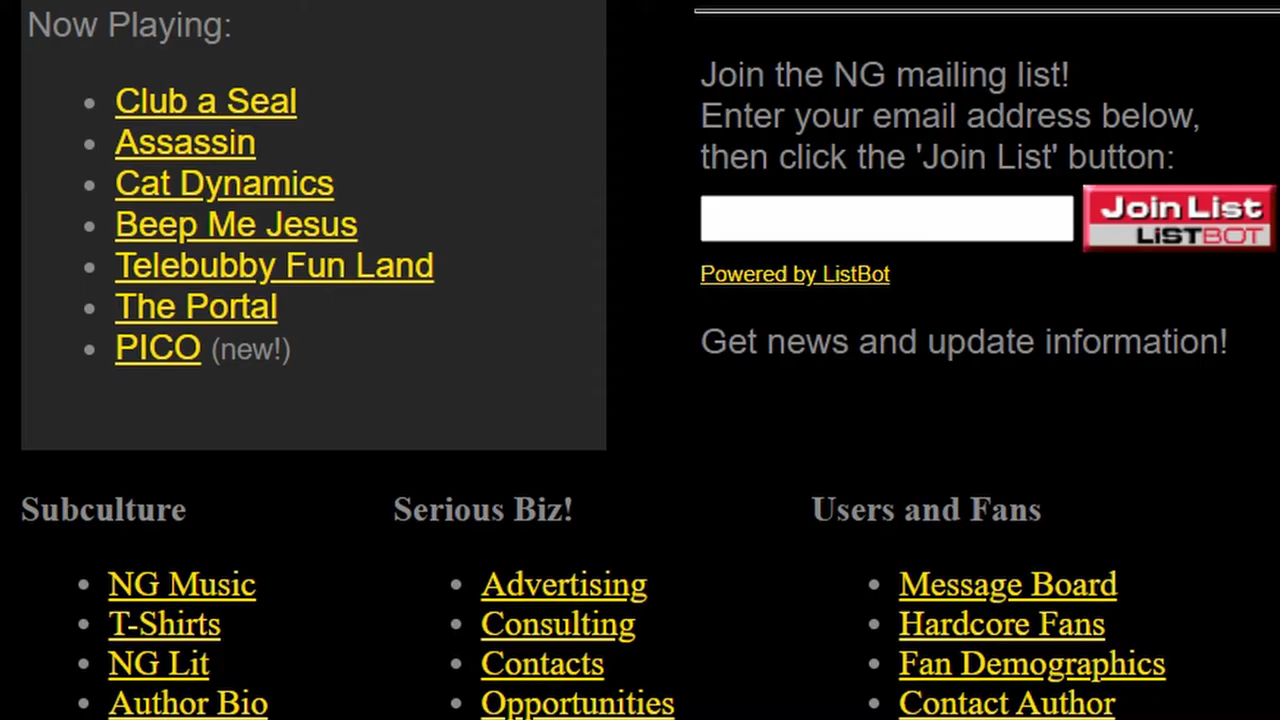 Now Playing:
Club a Seal
Assassin
Cat Dynamics
Beep Me Jesus
Telebubby Fun Land
The Portal
PICO (new!)
Join the NG mailing list!
Enter your email address below,
then click the 'Join List' button:
Join List
LiSTBOT
Powered by ListBot
Get news and update information!
Subculture
NG Music
T-Shirts
NG Lit
Author Bio
Serious Biz!
Advertising
Consulting
Contacts
Opportunities
Users and Fans
Message Board
Hardcore Fans
Fan Demographics
Contact Author